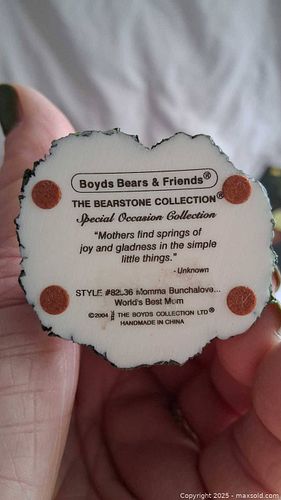 Boyds Bears & Friends®
THE BEARSTONE COLLECTION®
Special Occasion Collection
"Mothers find springs of
joy and gladness in the simple
little things."
- Unknown
STYLE Momma Bunchalove...
World's Best Mom
©2004 THE BOYDS COLLECTION LTD®
HANDMADE IN CHINA
Copyright 2025 - maxsold.com